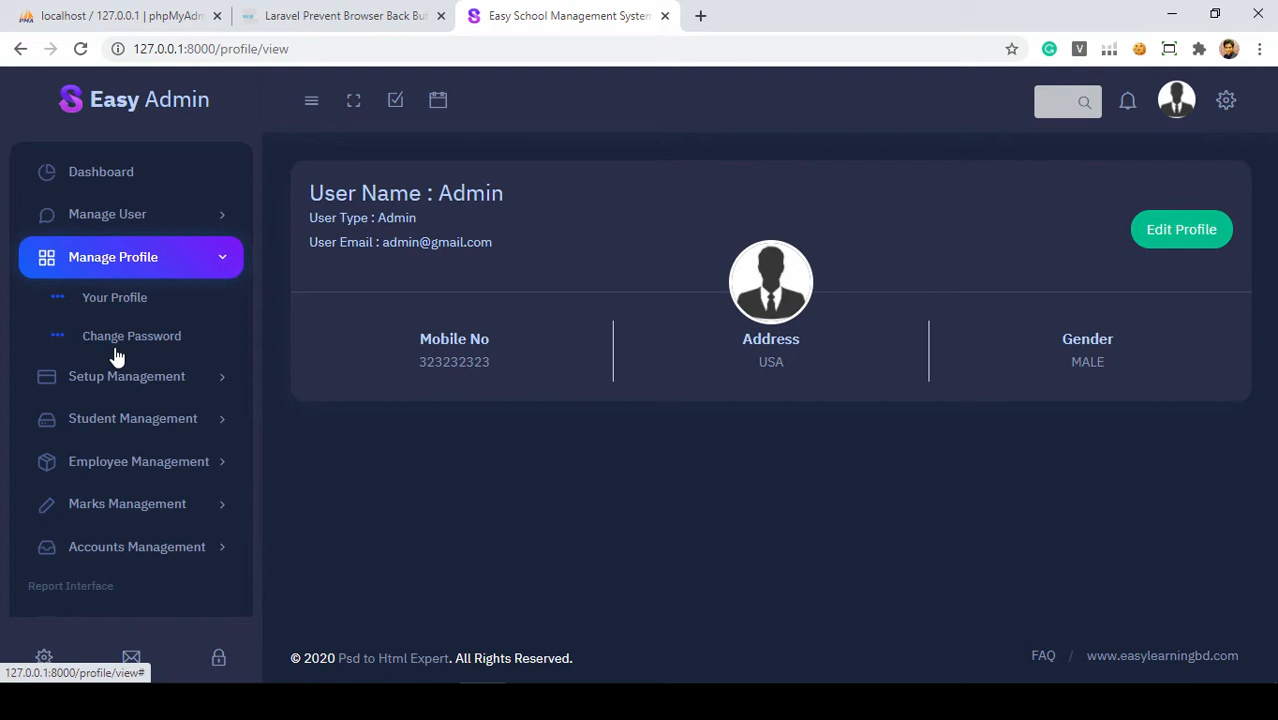 localhost / 127.0.0.1 | phpMyAdm
Laravel Prevent Browser Back But
Easy School Management System
127.0.0.1:8000/profile/view
Easy Admin
Dashboard
Manage User
Manage Profile
Your Profile
Change Password
Setup Management
Student Management
Employee Management
Marks Management
Accounts Management
Report Interface
User Name : Admin
User Type : Admin
User Email : admin@gmail.com
Edit Profile
Mobile No
323232323
Address
USA
Gender
MALE
© 2020 Psd to Html Expert. All Rights Reserved.
FAQ / www.easylearningbd.com
127.0.0.1:8000/profile/view#